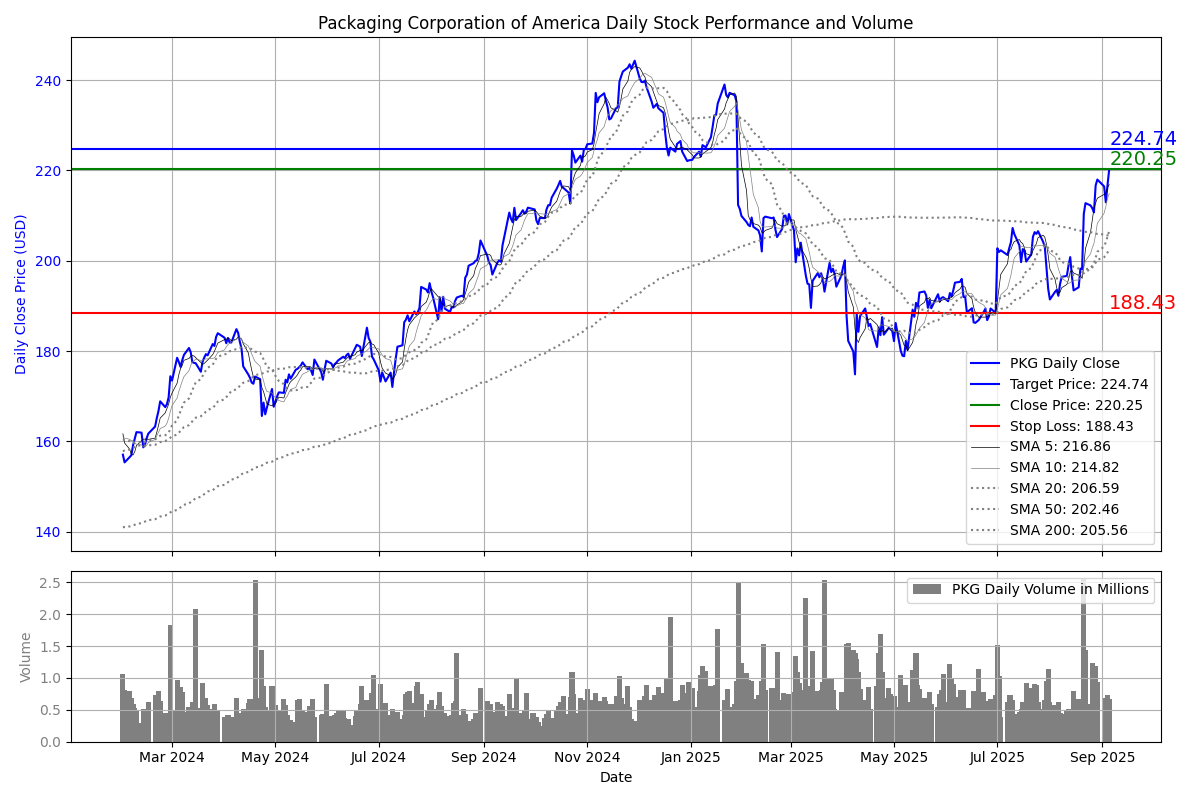 Packaging Corporation of America Daily Stock Performance and Volume
Daily Close Price (USD)
240
220
200
180
160
140
224.74
220.25
188.43
PKG Daily Close
Target Price: 224.74
Close Price: 220.25
Stop Loss: 188.43
SMA 5: 216.86
SMA 10: 214.82
SMA 20: 206.59
SMA 50: 202.46
SMA 200: 205.56
Volume
2.5
2.0
1.5
1.0
0.5
0.0
PKG Daily Volume in Millions
Mar 2024
May 2024
Jul 2024
Sep 2024
Nov 2024
Jan 2025
Mar 2025
May 2025
Jul 2025
Sep 2025
Date